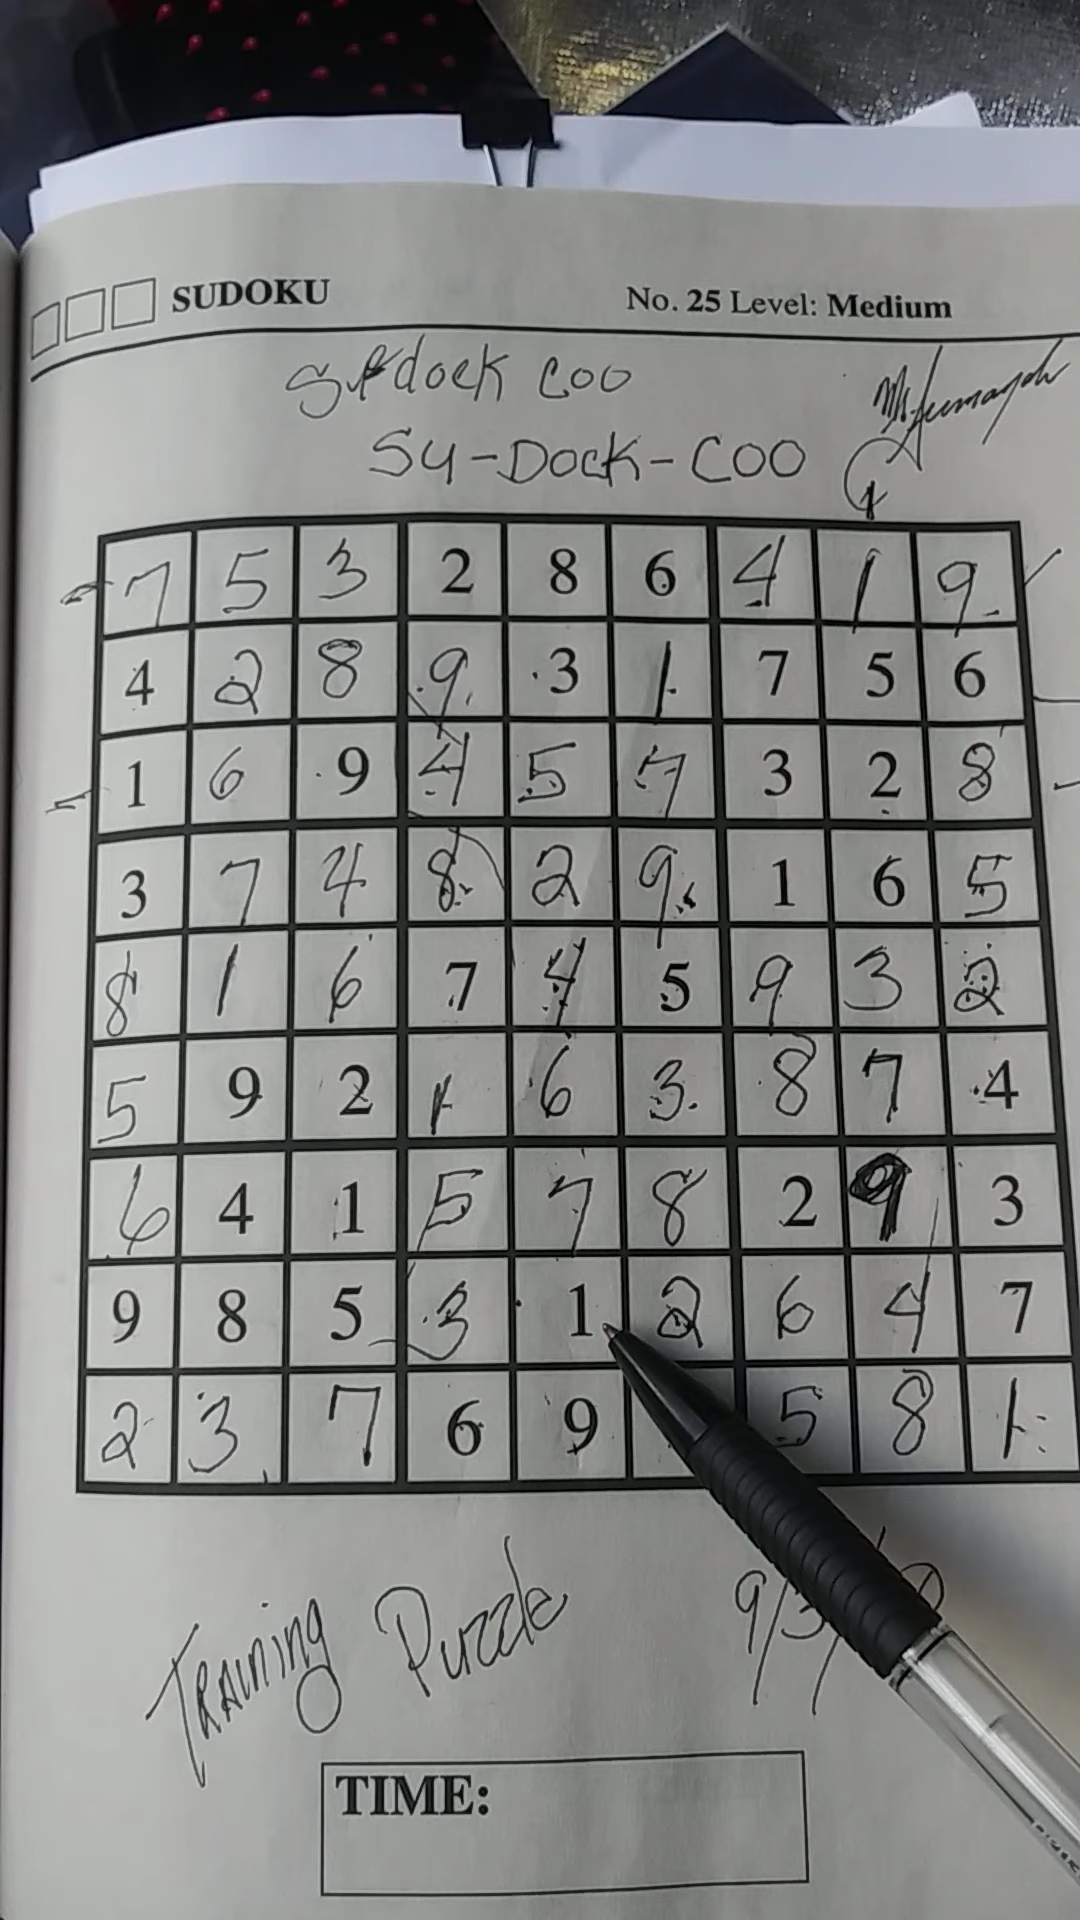 SUDOKU No. 25 Level: Medium
Sudock coo
Sy-Dock-Coo
7 5 3 2 8 6 4 1 9
4 2 8 9 3 1 7 5 6
1 6 9 4 5 7 3 2 8
3 7 4 8 2 9 1 6 5
8 1 6 7 4 5 9 3 2
5 9 2 1 6 3 8 7 4
6 4 1 5 7 8 2 9 3
9 8 5 3 1 2 6 4 7
2 3 7 6 9 5 8 1
Training Puzzle
TIME: